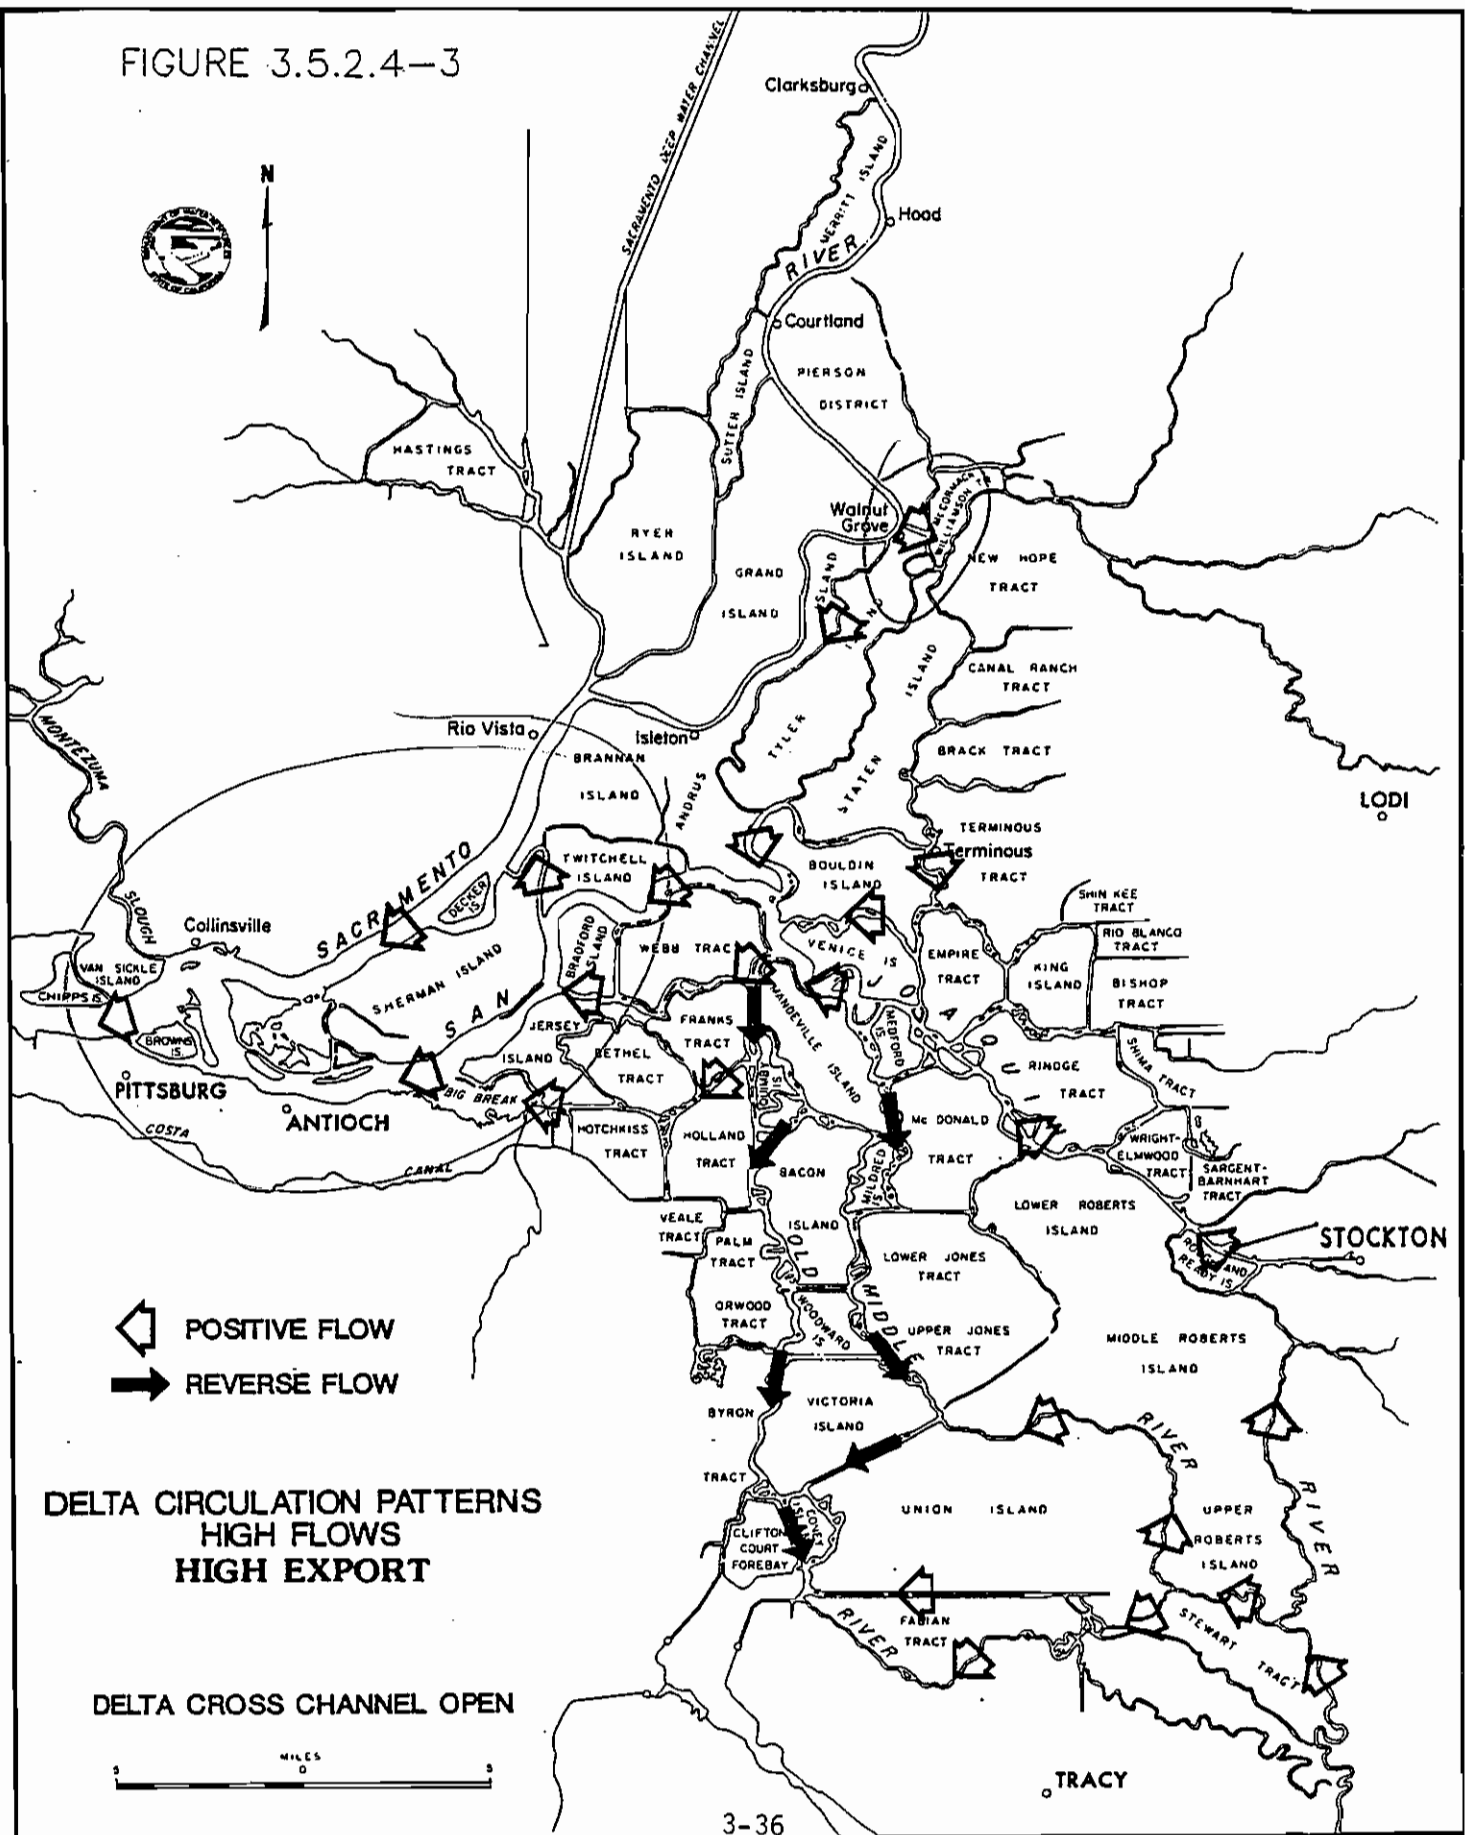 FIGURE 3.5.2.4-3
SACRAMENTO DEEP WATER CHANNEL
Clarksburg
MERRITT ISLAND
Hood
RIVER
N
DEPARTMENT OF WATER RESOURCES
STATE OF CALIFORNIA
Courtland
PIERSON
DISTRICT
SUTTER ISLAND
HASTINGS
TRACT
RYER
ISLAND
GRAND
ISLAND
Walnut
Grove
McCORMACK
WILLIAMSON TR
NEW HOPE
TRACT
ISLAND
CANAL RANCH
TRACT
ISLAND
BRACK TRACT
TYLER
STATEN
MONTEZUMA
SLOUGH
Rio Vista
Isleton
BRANNAN
ISLAND
ANDRUS
LODI
TERMINOUS
Terminous
TRACT
BOULDIN
ISLAND
TWITCHELL
ISLAND
SACRAMENTO
DECKER
IS.
SHIN KEE
TRACT
RIO BLANCO
TRACT
Collinsville
SHERMAN ISLAND
BRADFORD
ISLAND
WEBB TRACT
VENICE IS
EMPIRE
TRACT
KING
ISLAND
BISHOP
TRACT
VAN SICKLE
ISLAND
CHIPPS IS
BROWNS
IS.
SAN
JOAQUIN
JERSEY
ISLAND
FRANKS
TRACT
MANDEVILLE ISLAND
MEDFORD
IS
RINDGE
TRACT
SHIMA TRACT
PITTSBURG
ANTIOCH
BIG BREAK
BETHEL
TRACT
QUIMBY
IS
COSTA
CANAL
HOTCHKISS
TRACT
HOLLAND
TRACT
BACON
ISLAND
MILDRED
IS
Mc DONALD
TRACT
WRIGHT-
ELMWOOD
TRACT
SARGENT-
BARNHART
TRACT
LOWER ROBERTS
ISLAND
VEALE
TRACT
PALM
TRACT
OLD
LOWER JONES
TRACT
ROUGH AND
READY IS.
STOCKTON
ORWOOD
TRACT
WOODWARD
IS
MIDDLE
UPPER JONES
TRACT
MIDDLE ROBERTS
ISLAND
POSITIVE FLOW
REVERSE FLOW
BYRON
TRACT
VICTORIA
ISLAND
RIVER
RIVER
DELTA CIRCULATION PATTERNS
HIGH FLOWS
HIGH EXPORT
CLIFTON
COURT
FOREBAY
CONEY
ISLAND
UNION ISLAND
UPPER
ROBERTS
ISLAND
RIVER
FABIAN
TRACT
STEWART
TRACT
DELTA CROSS CHANNEL OPEN
MILES
5 0 5
TRACY
3-36